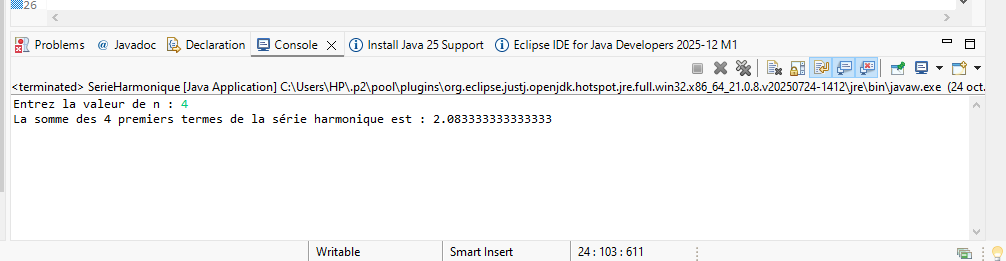 26
Problems @ Javadoc Declaration Console Install Java 25 Support Eclipse IDE for Java Developers 2025-12 M1
<terminated> SerieHarmonique [Java Application] C:\Users\HP\.p2\pool\plugins\org.eclipse.justj.openjdk.hotspot.jre.full.win32.x86_64_21.0.8.v20250724-1412\jre\bin\javaw.exe (24 oct.
Entrez la valeur de n : 4
La somme des 4 premiers termes de la série harmonique est : 2.083333333333333
Writable Smart Insert 24 : 103 : 611